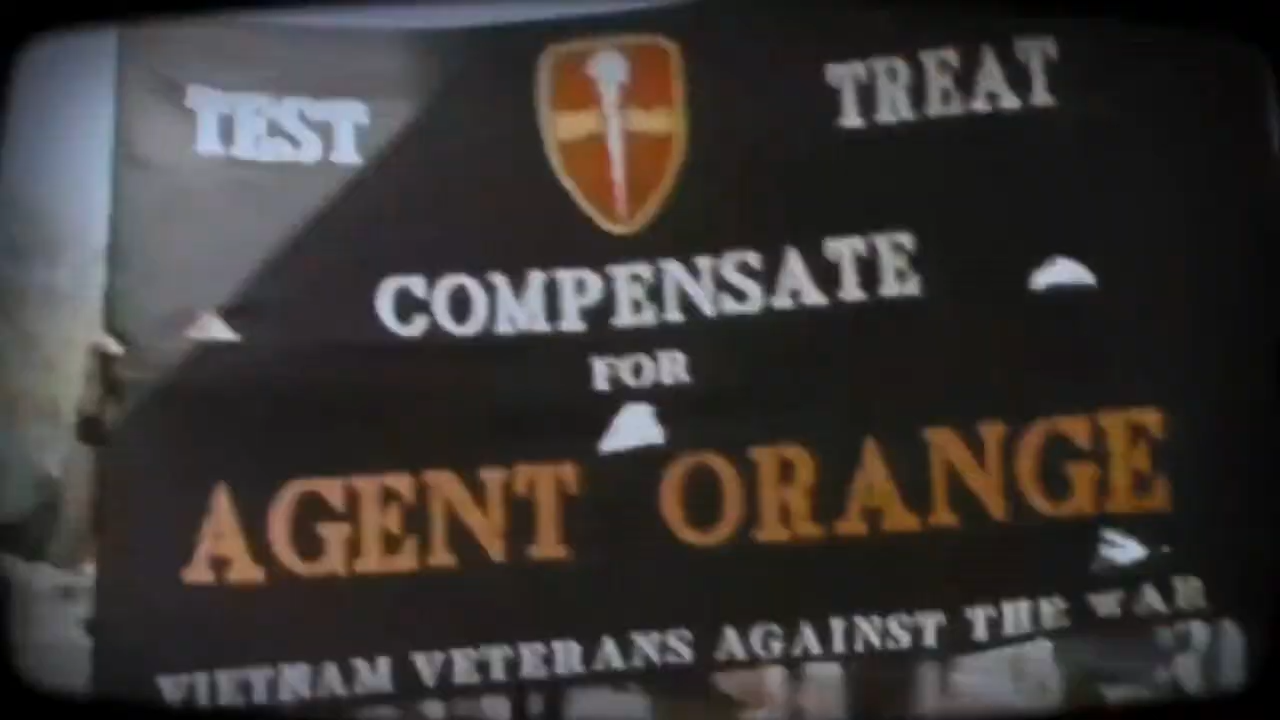 TEST TREAT
COMPENSATE
FOR
AGENT ORANGE
VIETNAM VETERANS AGAINST THE WAR